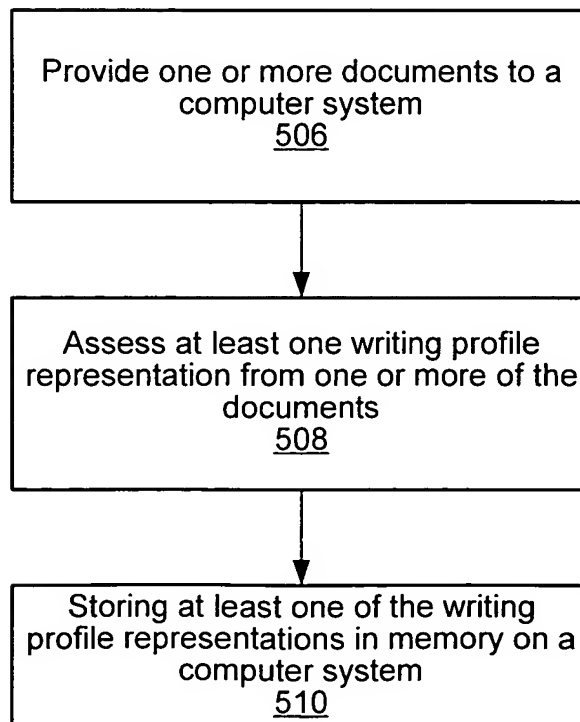 Provide one or more documents to a
computer system
506
Assess at least one writing profile
representation from one or more of the
documents
508
Storing at least one of the writing
profile representations in memory on a
computer system
510